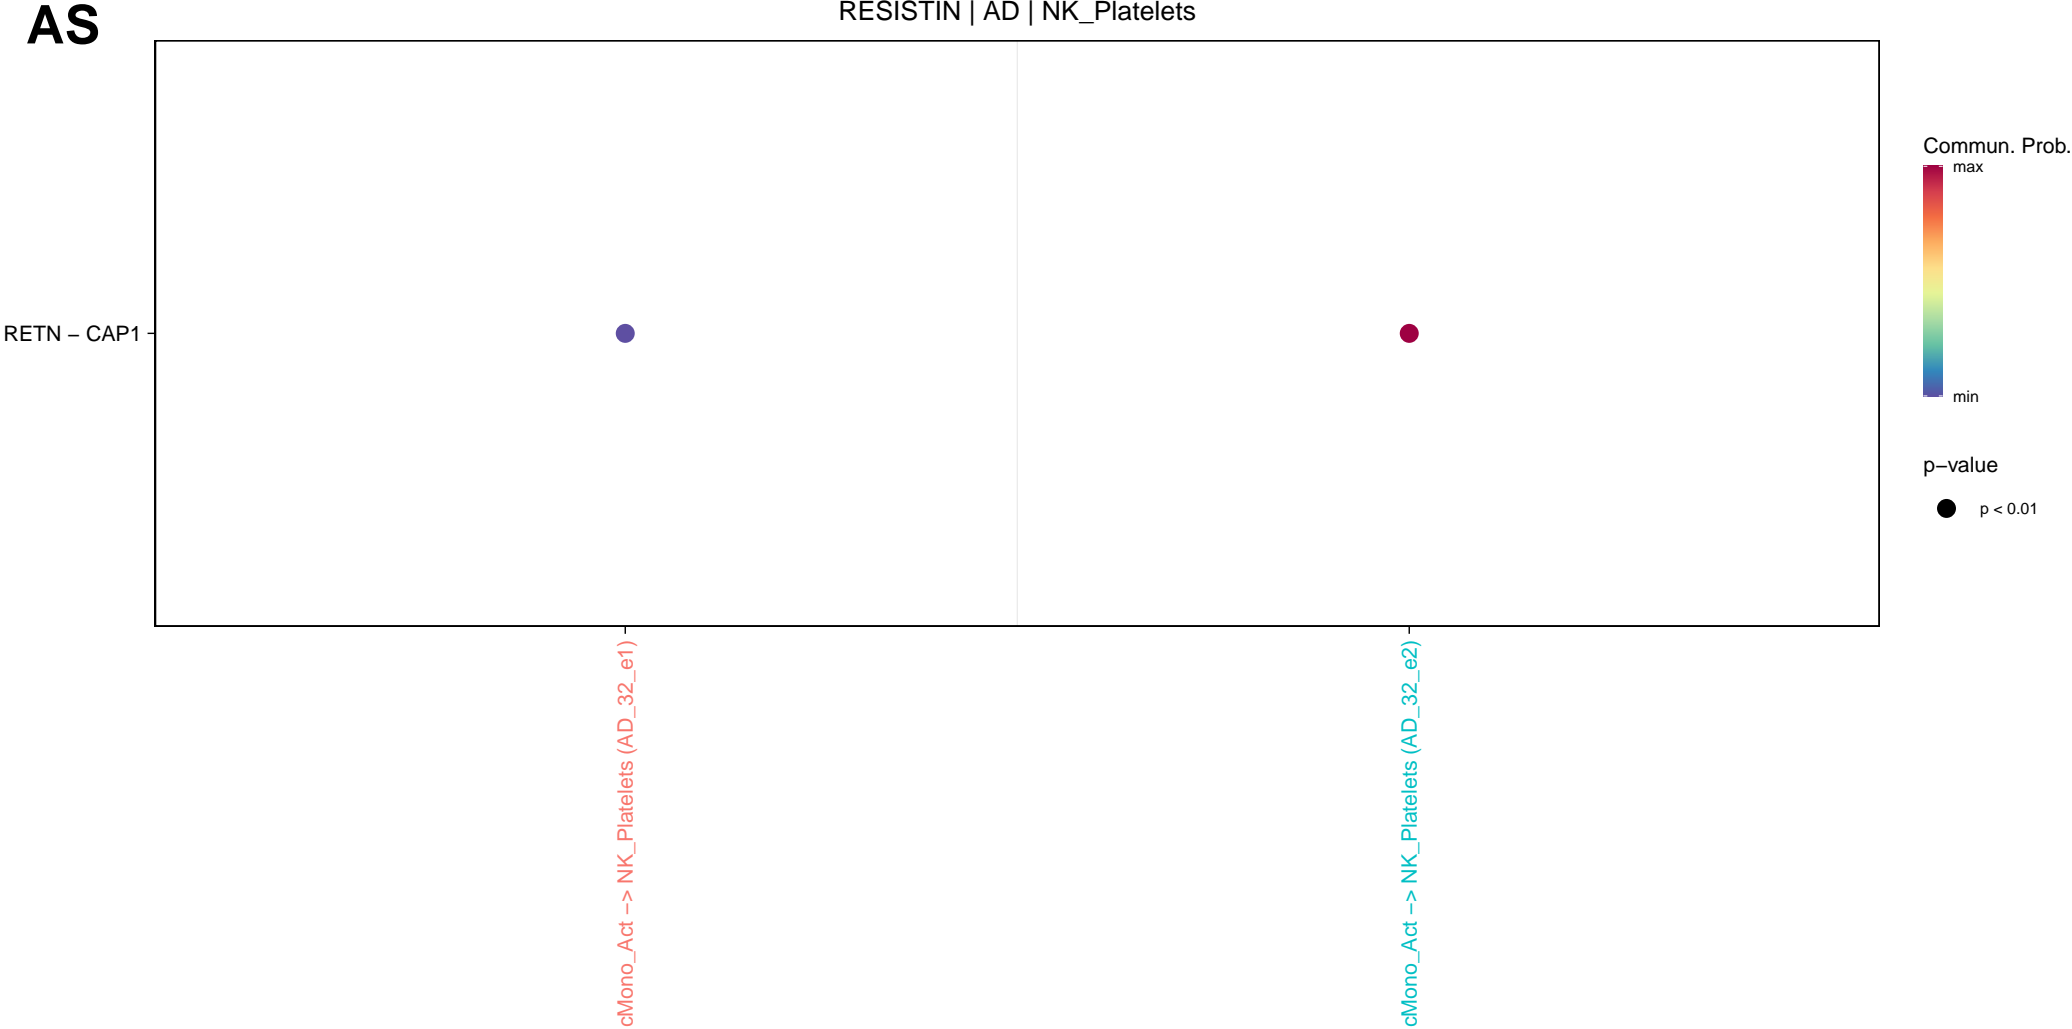 AS
RESISTIN | AD | NK_Platelets
RETN − CAP1
Commun. Prob.
max
min
p−value
p < 0.01
cMono_Act −> NK_Platelets (AD_32_e1)
cMono_Act −> NK_Platelets (AD_32_e2)